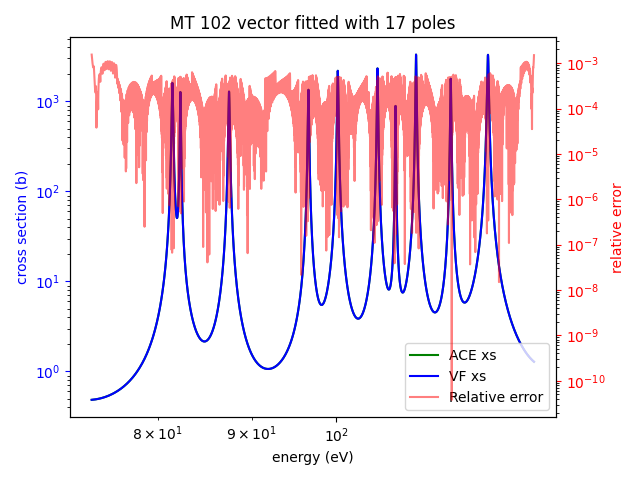 MT 102 vector fitted with 17 poles
cross section (b)
10³
10²
10¹
10⁰
10⁻³
10⁻⁴
10⁻⁵
10⁻⁶
10⁻⁷
10⁻⁸
10⁻⁹
10⁻¹⁰
relative error
ACE xs
VF xs
Relative error
8 × 10¹
9 × 10¹
10²
energy (eV)